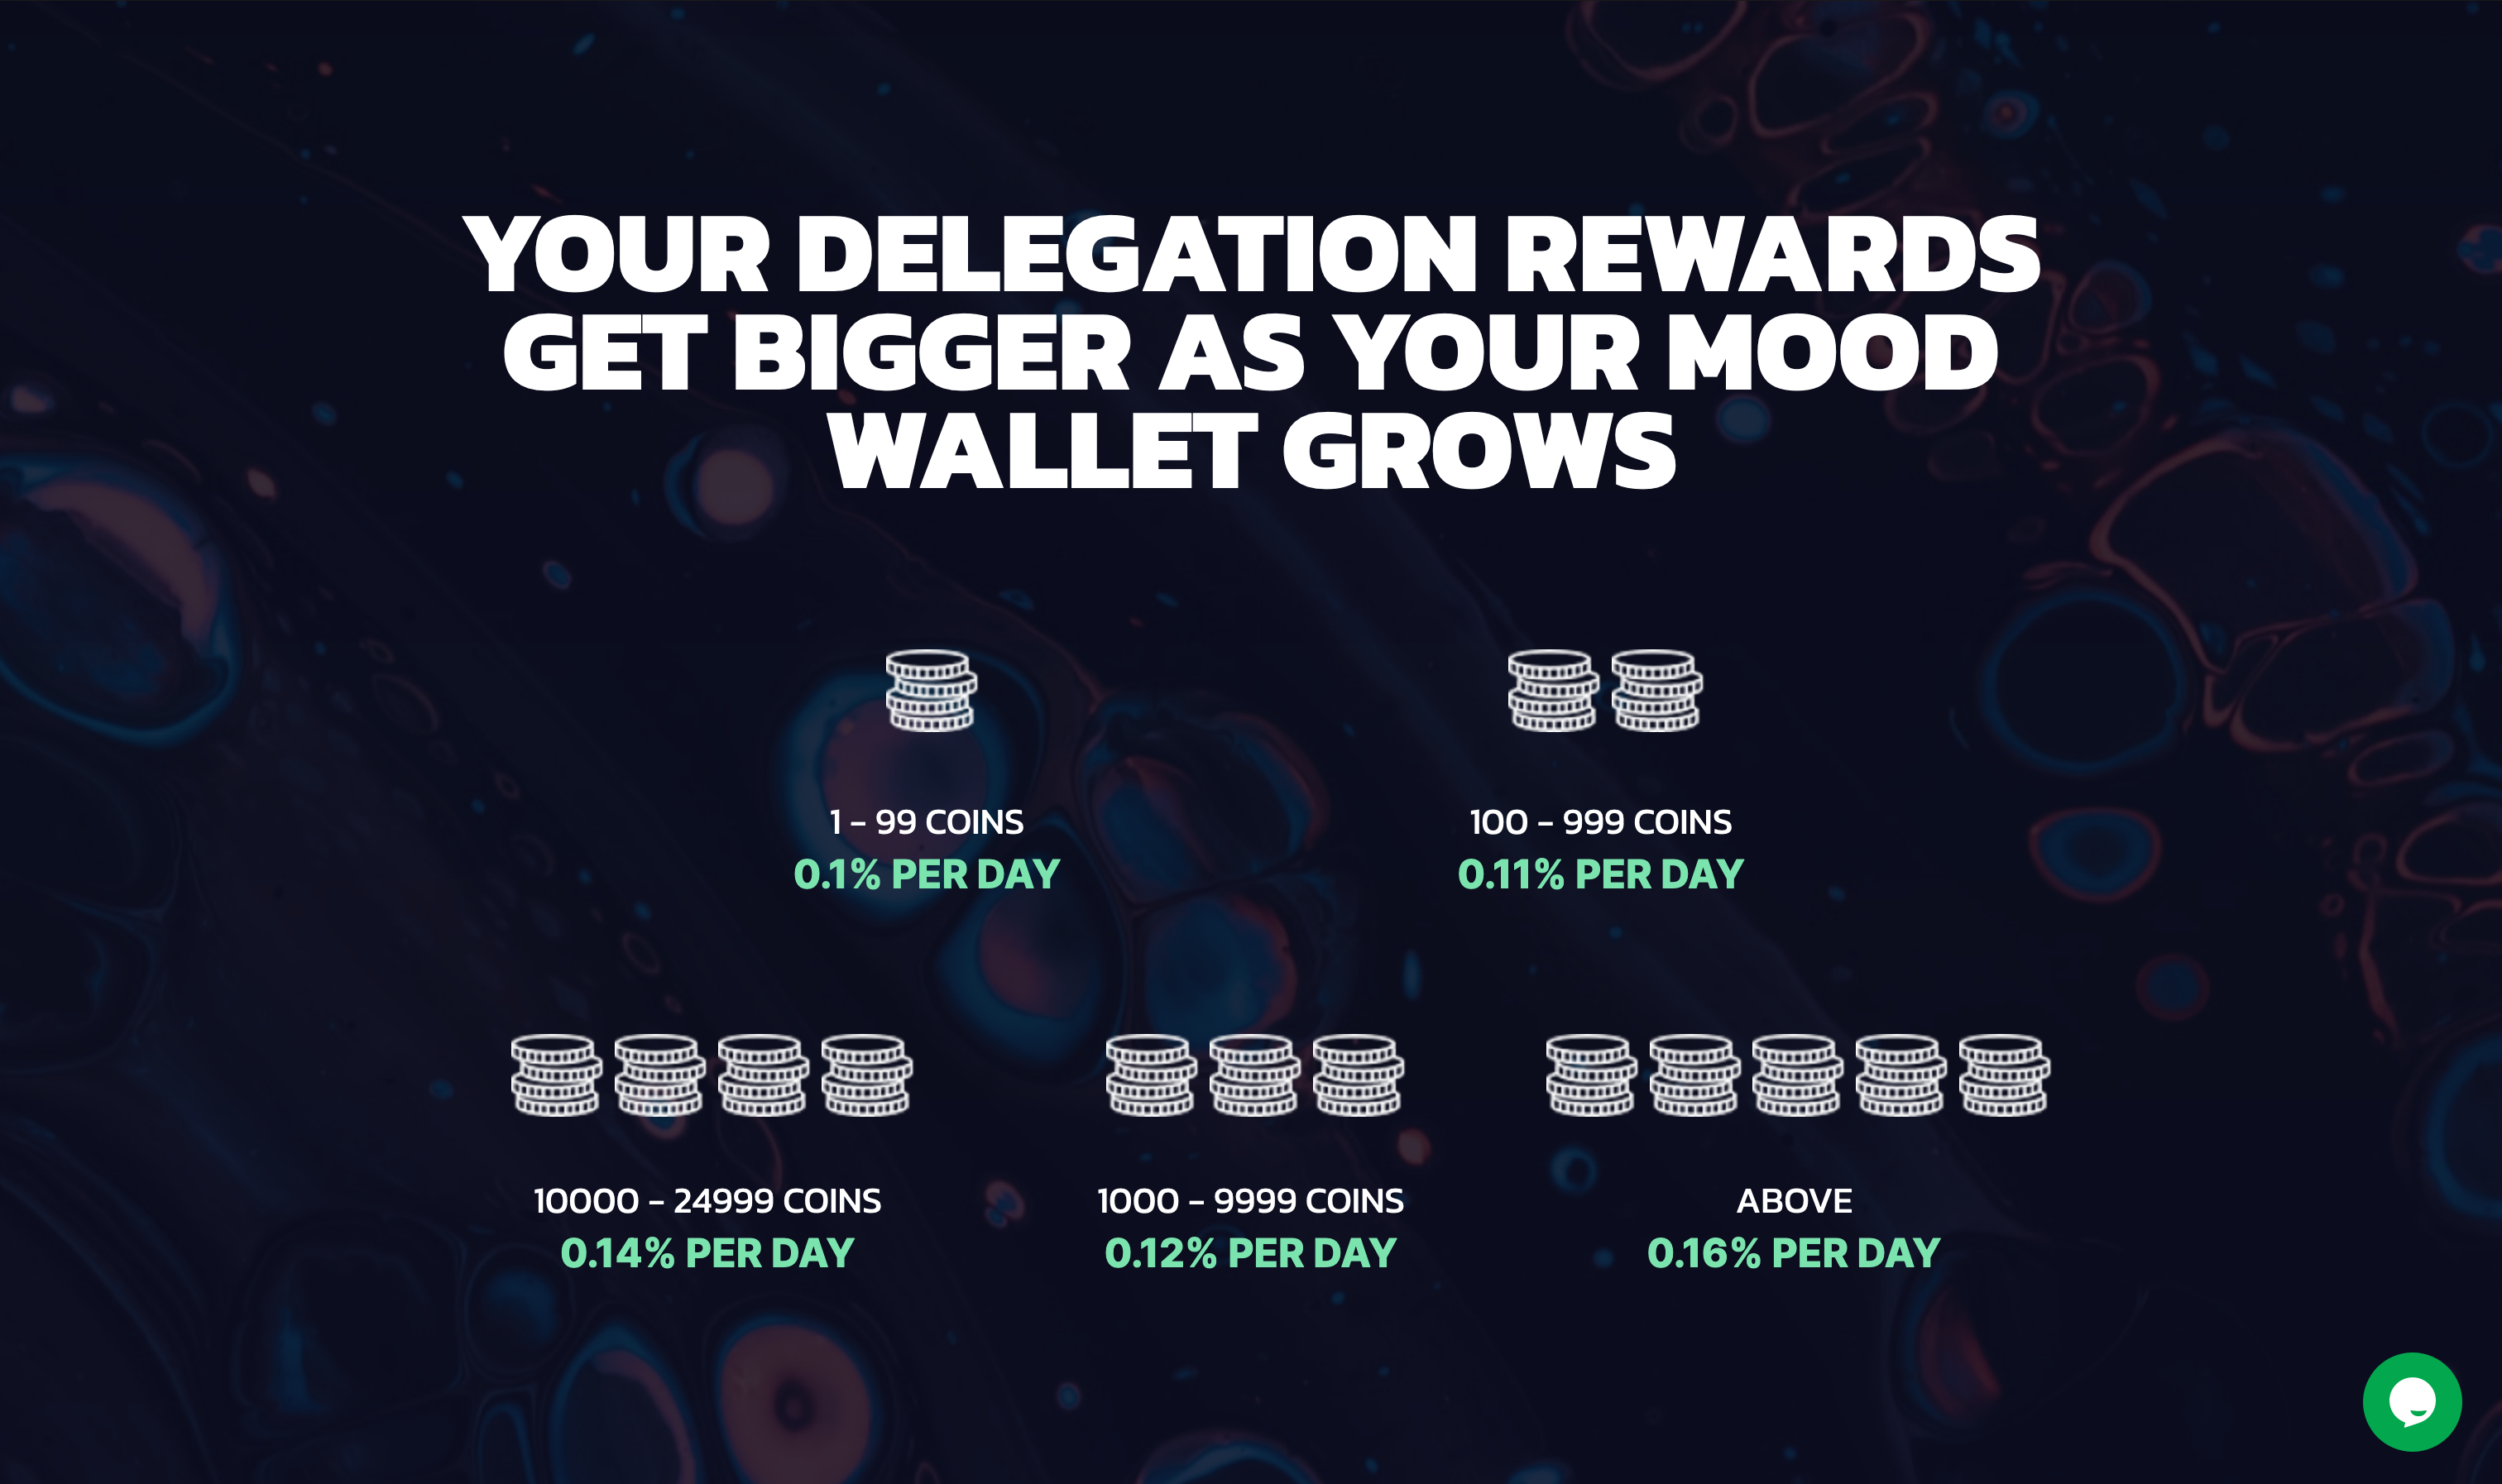 YOUR DELEGATION REWARDS
GET BIGGER AS YOUR MOOD
WALLET GROWS
1 – 99 COINS
0.1% PER DAY
100 – 999 COINS
0.11% PER DAY
10000 – 24999 COINS
0.14% PER DAY
1000 – 9999 COINS
0.12% PER DAY
ABOVE
0.16% PER DAY